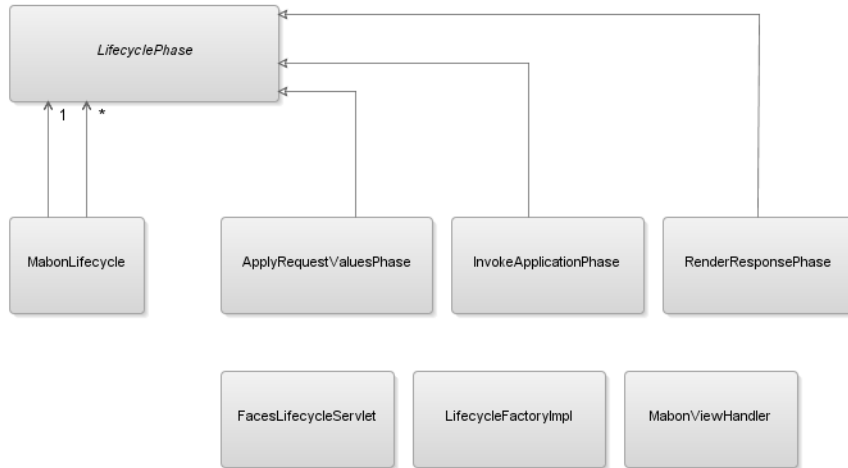 LifecyclePhase
1
*
MabonLifecycle
ApplyRequestValuesPhase
InvokeApplicationPhase
RenderResponsePhase
FacesLifecycleServlet
LifecycleFactoryImpl
MabonViewHandler